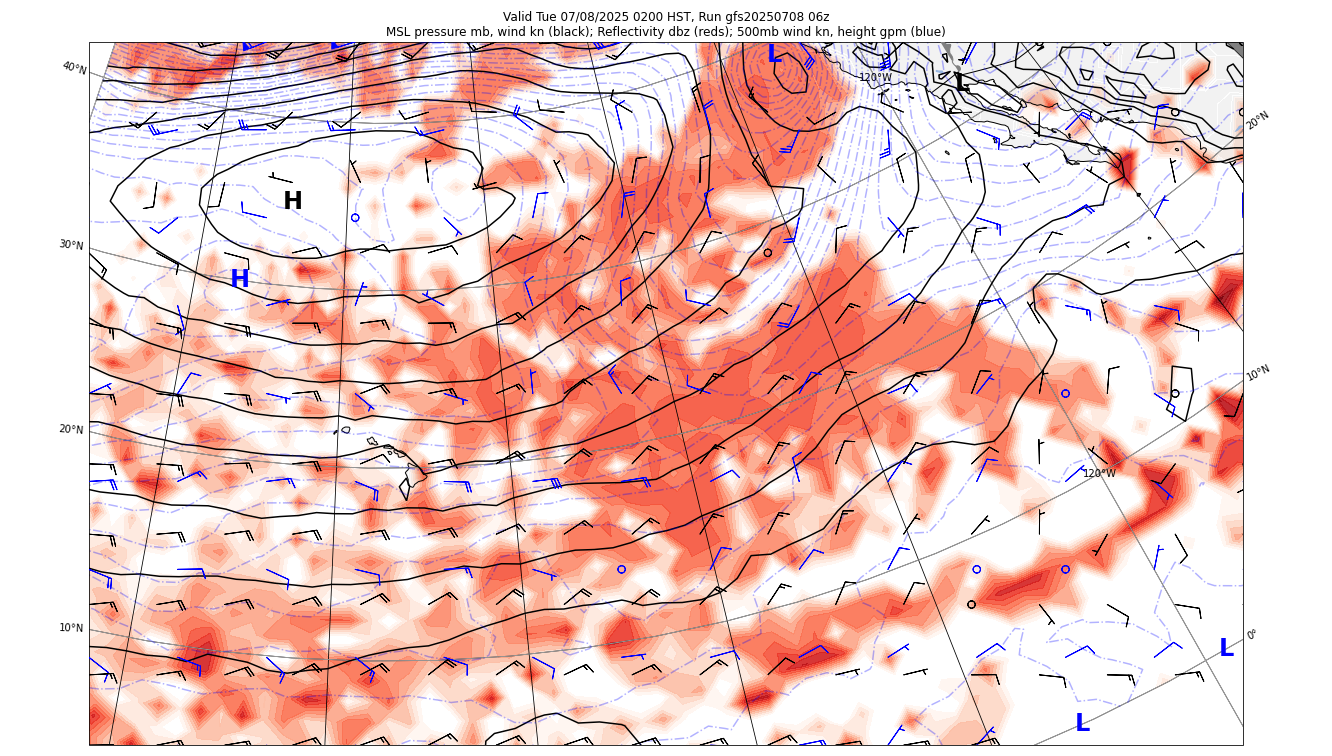 Valid Tue 07/08/2025 0200 HST, Run gfs20250708 06z
MSL pressure mb, wind kn (black); Reflectivity dbz (reds); 500mb wind kn, height gpm (blue)
L
40°N
120°W
L
20°N
H
30°N
H
10°N
20°N
120°W
10°N
0°
L
L